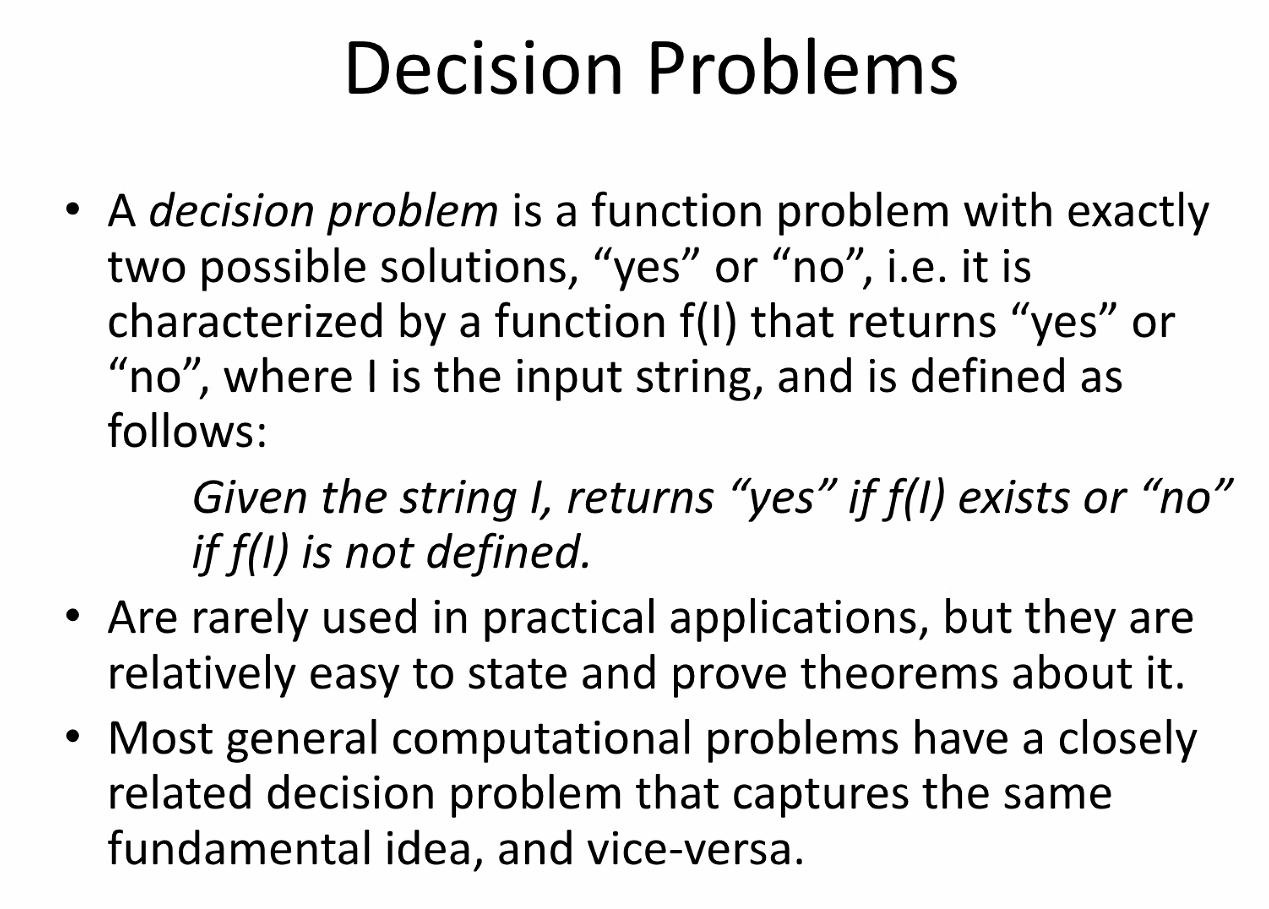 Decision Problems
• A decision problem is a function problem with exactly
two possible solutions, “yes” or “no”, i.e. it is
characterized by a function f(I) that returns “yes” or
“no”, where I is the input string, and is defined as
follows:
Given the string I, returns “yes” if f(I) exists or “no”
if f(I) is not defined.
• Are rarely used in practical applications, but they are
relatively easy to state and prove theorems about it.
• Most general computational problems have a closely
related decision problem that captures the same
fundamental idea, and vice-versa.